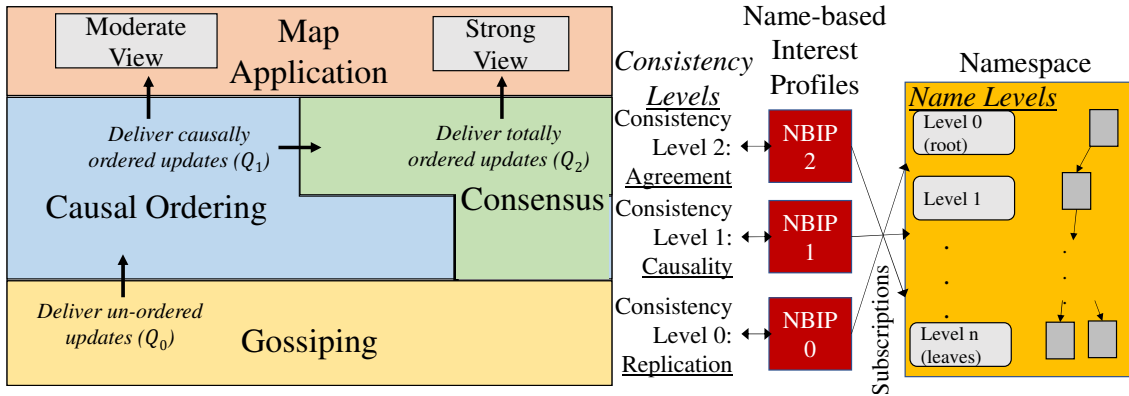 Moderate
View
Map
Application
Strong
View
Deliver causally
ordered updates (Q1)
Deliver totally
ordered updates (Q2)
Causal Ordering
Consensus
Deliver un-ordered
updates (Q0)
Gossiping
Consistency
Levels
Consistency
Level 2:
Agreement
Consistency
Level 1:
Causality
Consistency
Level 0:
Replication
Name-based
Interest
Profiles
NBIP
2
NBIP
1
NBIP
0
Subscriptions
Namespace
Name Levels
Level 0
(root)
Level 1
.
.
.
Level n
(leaves)
.
.
.